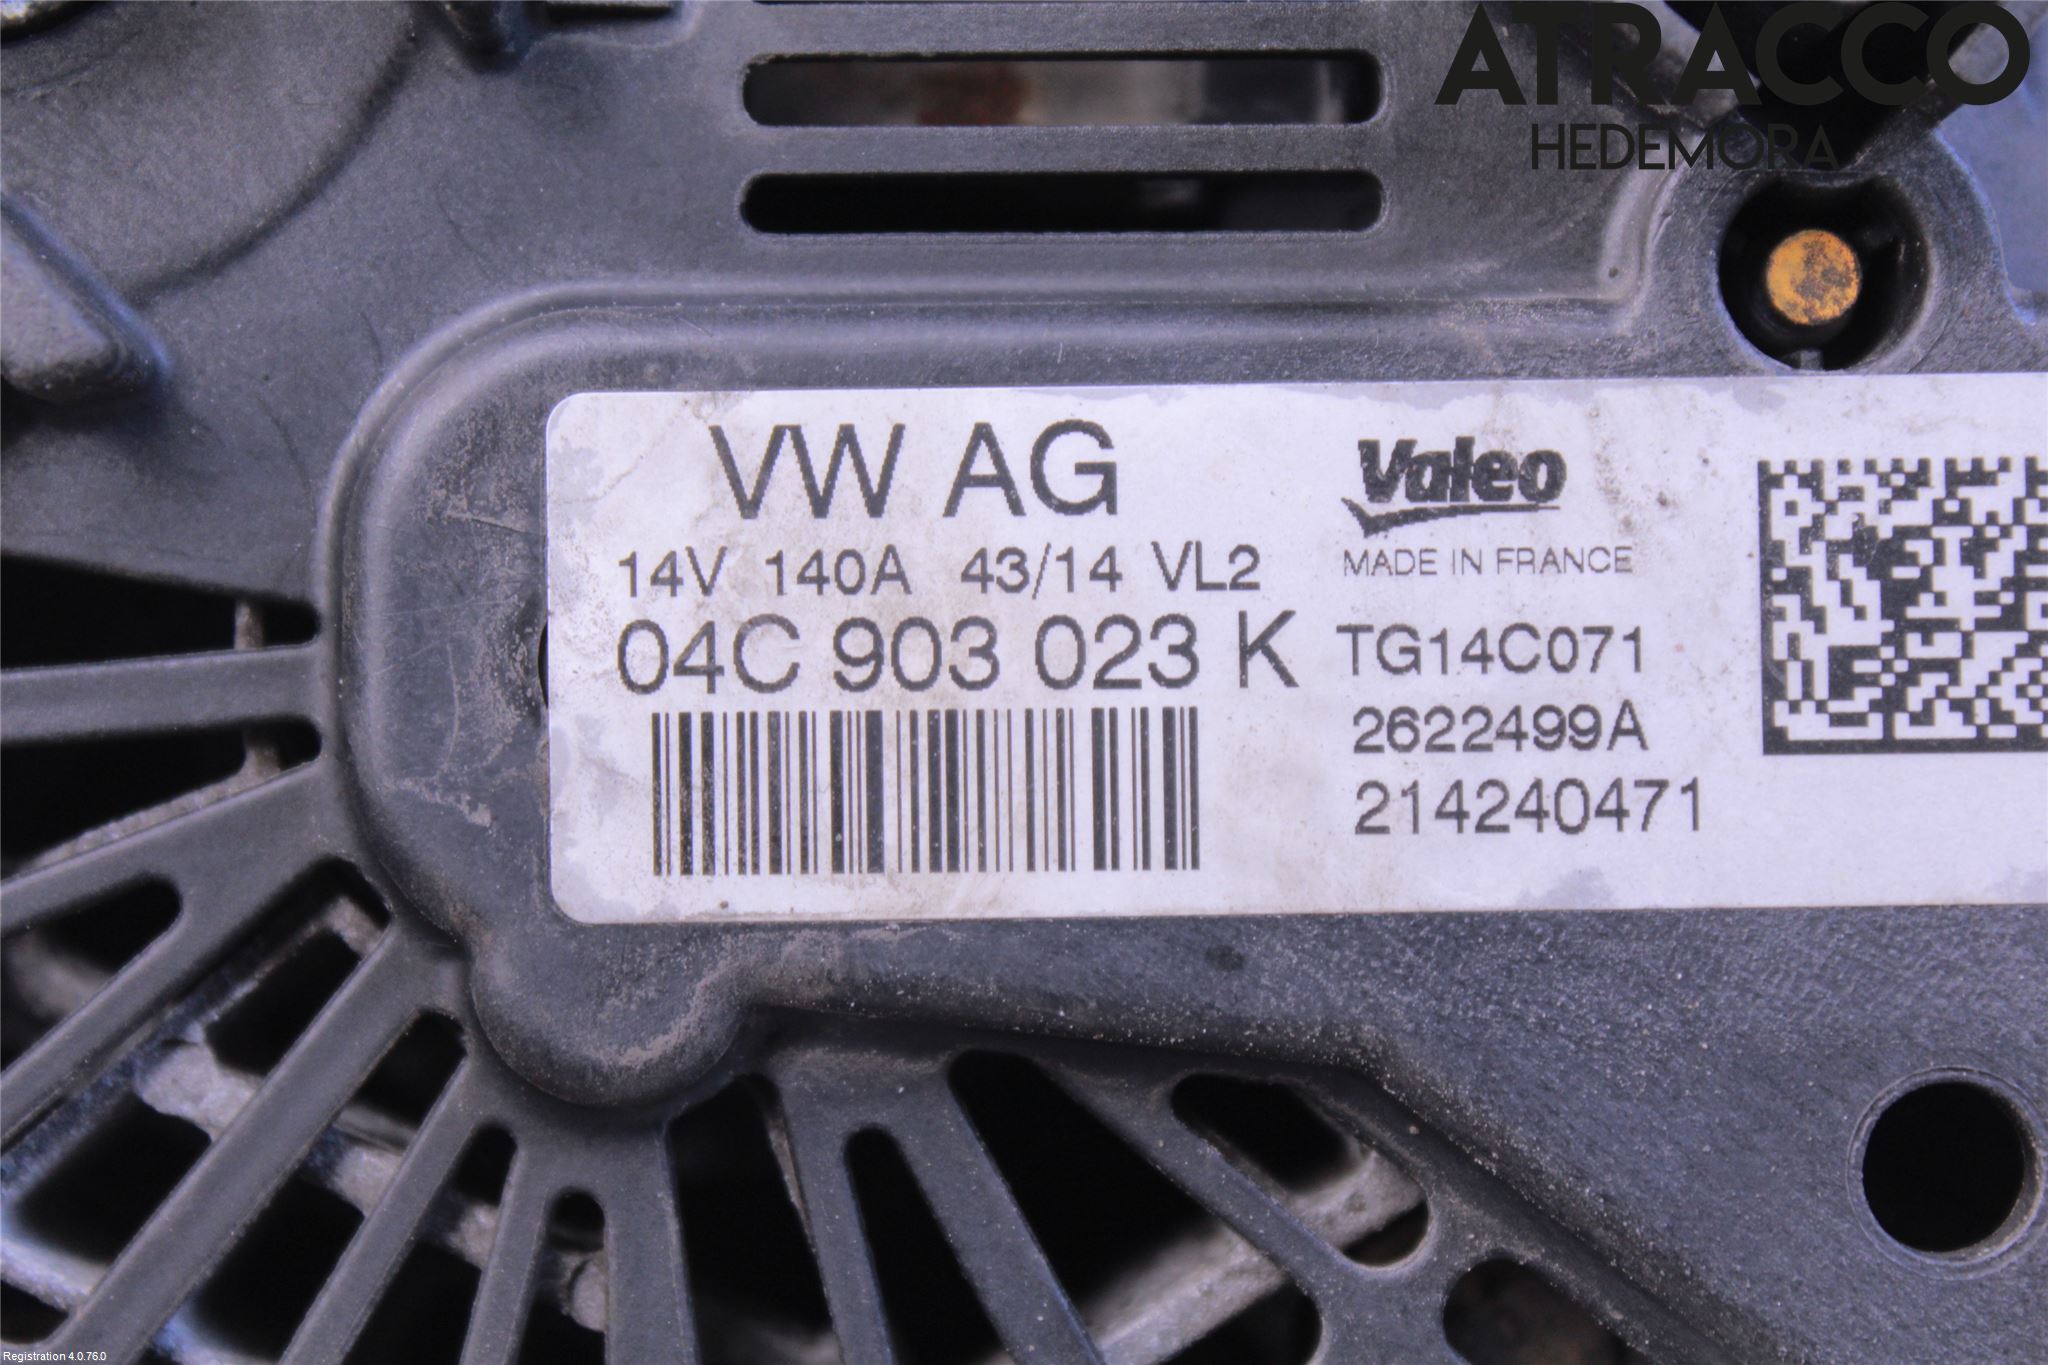 ATRACCO
HEDEMORA
VW AG
14V 140A 43/14 VL2
04C 903 023 K
Valeo
MADE IN FRANCE
TG14C071
2622499A
214240471
Registration 4.0.76.0